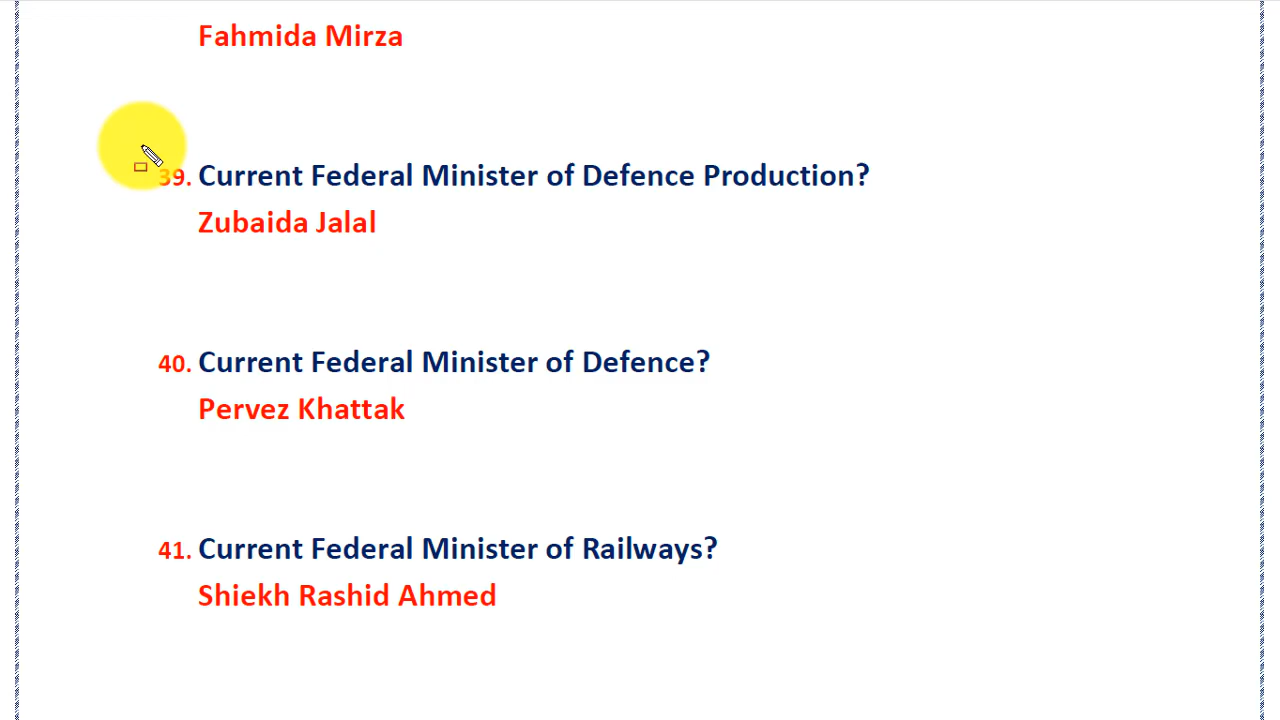 Fahmida Mirza
39. Current Federal Minister of Defence Production?
Zubaida Jalal
40. Current Federal Minister of Defence?
Pervez Khattak
41. Current Federal Minister of Railways?
Shiekh Rashid Ahmed